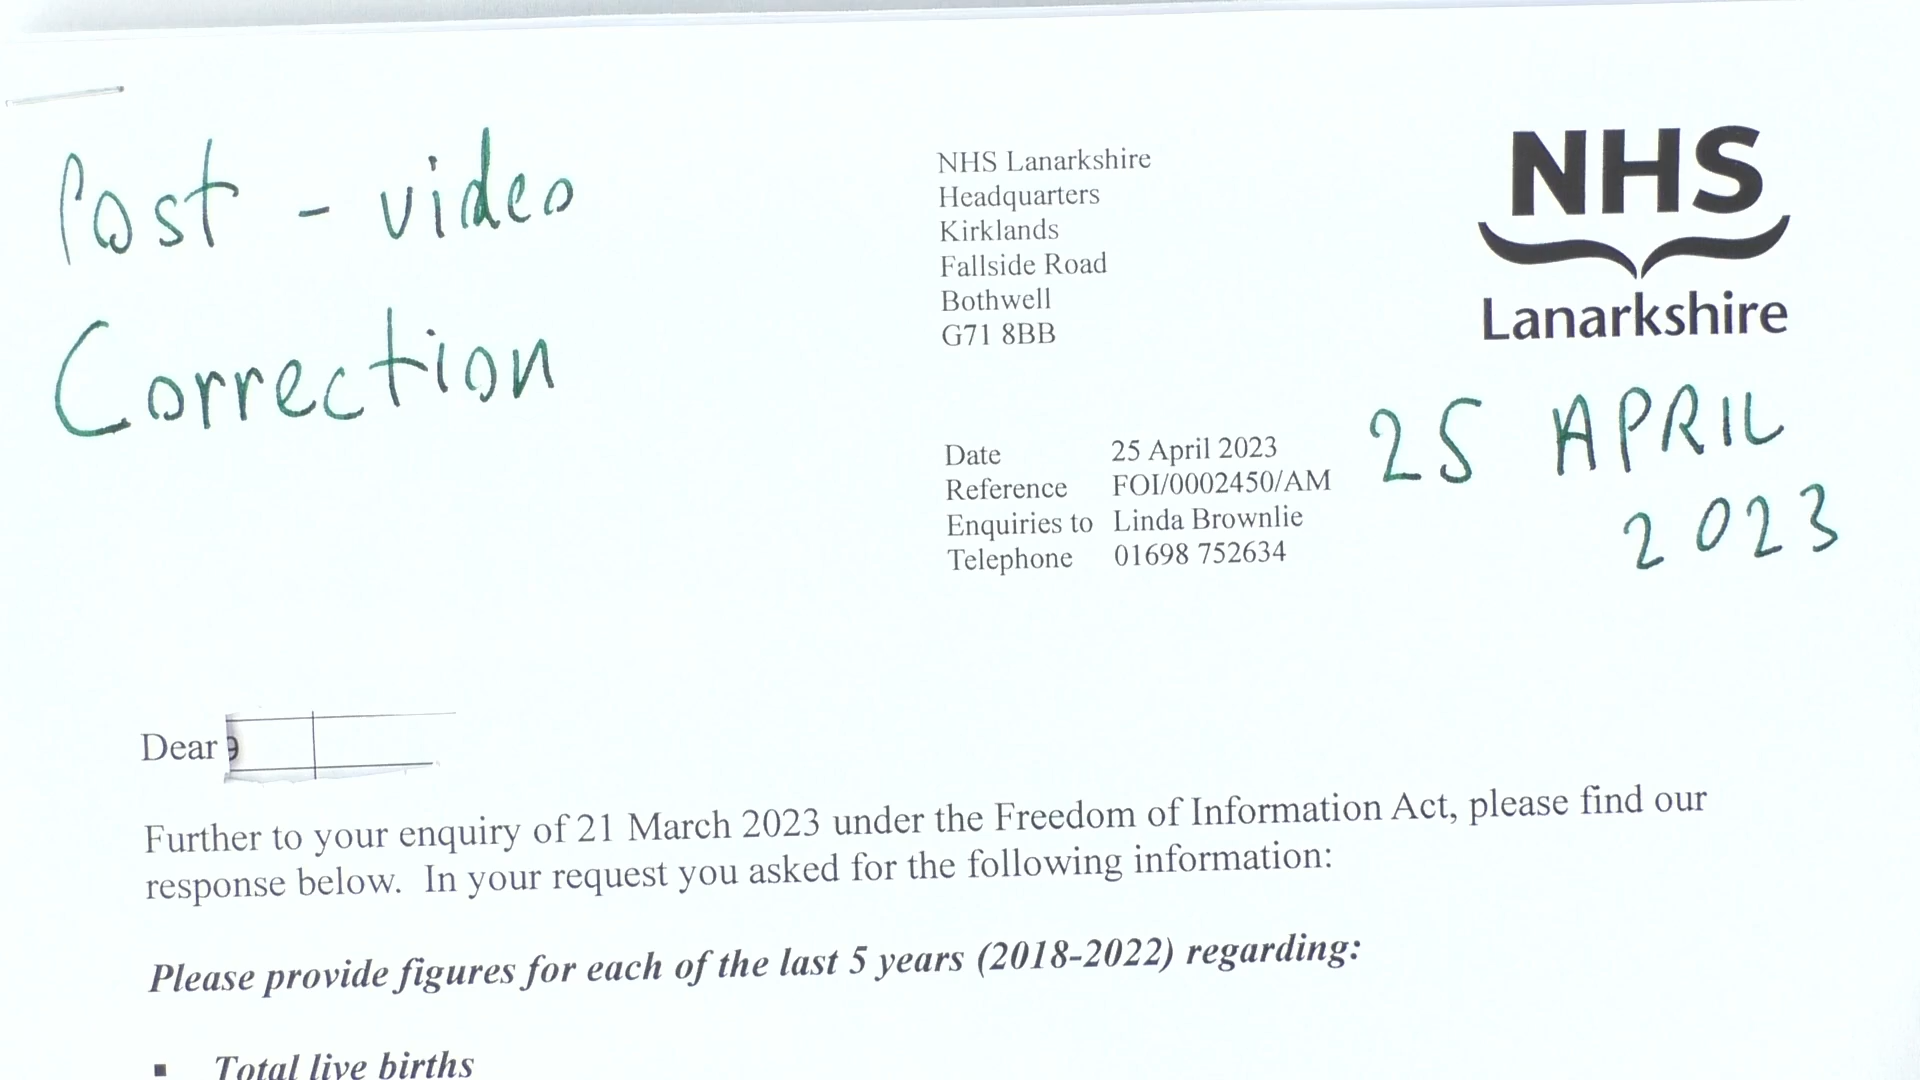 Post - video
Correction
NHS Lanarkshire
Headquarters
Kirklands
Fallside Road
Bothwell
G71 8BB
NHS
Lanarkshire
Date 25 April 2023
Reference FOI/0002450/AM
Enquiries to Linda Brownlie
Telephone 01698 752634
25 APRIL
2023
Dear
Further to your enquiry of 21 March 2023 under the Freedom of Information Act, please find our
response below. In your request you asked for the following information:
Please provide figures for each of the last 5 years (2018-2022) regarding:
▪ Total live births